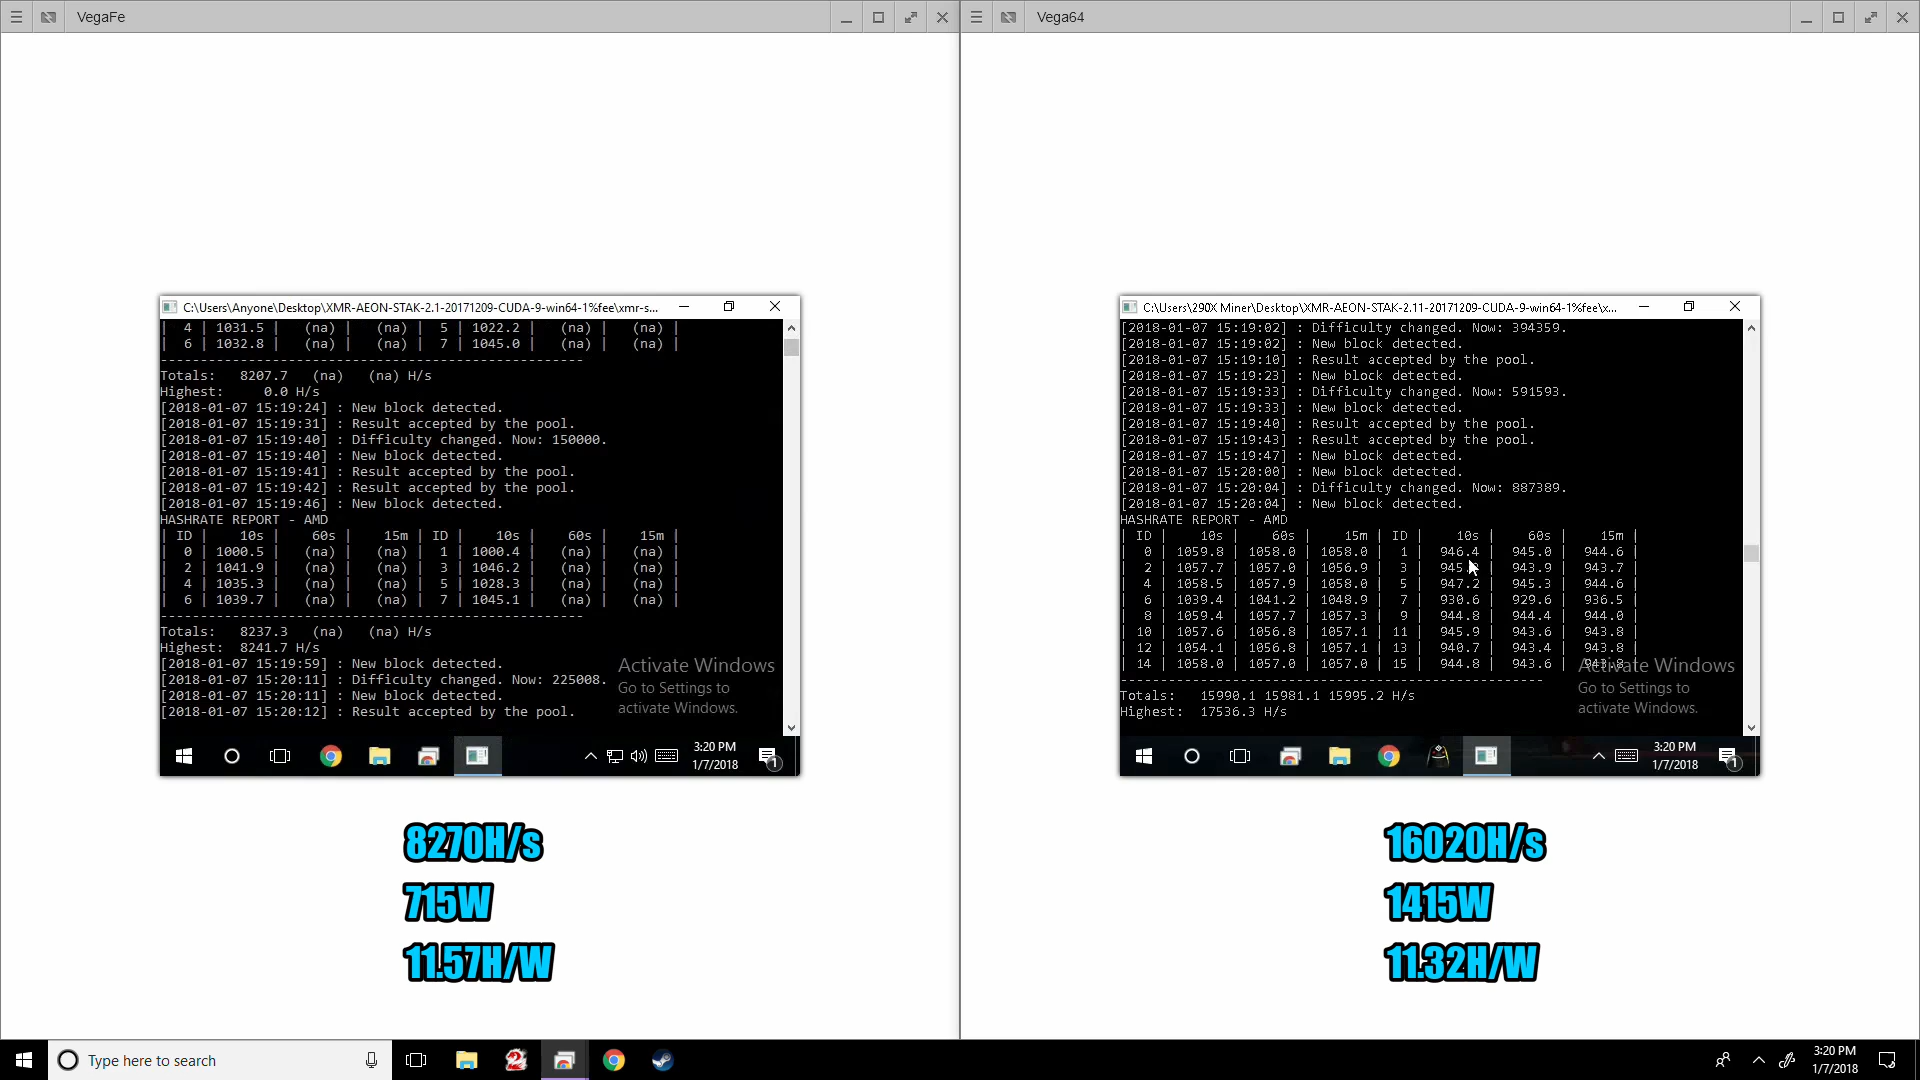 VegaFe
C:\Users\Anyone\Desktop\XMR-AEON-STAK-2.1-20171209-CUDA-9-win64-1%fee\xmr-s...
| 4 | 1031.5 | (na) | (na) | 5 | 1022.2 | (na) | (na) |
| 6 | 1032.8 | (na) | (na) | 7 | 1045.0 | (na) | (na) |
-----------------------------------------------------
Totals: 8207.7 (na) (na) H/s
Highest: 0.0 H/s
[2018-01-07 15:19:24] : New block detected.
[2018-01-07 15:19:31] : Result accepted by the pool.
[2018-01-07 15:19:40] : Difficulty changed. Now: 150000.
[2018-01-07 15:19:40] : New block detected.
[2018-01-07 15:19:41] : Result accepted by the pool.
[2018-01-07 15:19:42] : Result accepted by the pool.
[2018-01-07 15:19:46] : New block detected.
HASHRATE REPORT - AMD
| ID | 10s | 60s | 15m | ID | 10s | 60s | 15m |
| 0 | 1000.5 | (na) | (na) | 1 | 1000.4 | (na) | (na) |
| 2 | 1041.9 | (na) | (na) | 3 | 1046.2 | (na) | (na) |
| 4 | 1035.3 | (na) | (na) | 5 | 1028.3 | (na) | (na) |
| 6 | 1039.7 | (na) | (na) | 7 | 1045.1 | (na) | (na) |
-----------------------------------------------------
Totals: 8237.3 (na) (na) H/s
Highest: 8241.7 H/s
[2018-01-07 15:19:59] : New block detected.
[2018-01-07 15:20:11] : Difficulty changed. Now: 225008.
[2018-01-07 15:20:11] : New block detected.
[2018-01-07 15:20:12] : Result accepted by the pool.
Activate Windows
Go to Settings to
activate Windows.
3:20 PM
1/7/2018
1
8270H/s
715W
11.57H/W
Vega64
C:\Users\290X Miner\Desktop\XMR-AEON-STAK-2.11-20171209-CUDA-9-win64-1%fee\x...
[2018-01-07 15:19:02] : Difficulty changed. Now: 394359.
[2018-01-07 15:19:02] : New block detected.
[2018-01-07 15:19:10] : Result accepted by the pool.
[2018-01-07 15:19:23] : New block detected.
[2018-01-07 15:19:33] : Difficulty changed. Now: 591593.
[2018-01-07 15:19:33] : New block detected.
[2018-01-07 15:19:40] : Result accepted by the pool.
[2018-01-07 15:19:43] : Result accepted by the pool.
[2018-01-07 15:19:47] : New block detected.
[2018-01-07 15:20:00] : New block detected.
[2018-01-07 15:20:04] : Difficulty changed. Now: 887389.
[2018-01-07 15:20:04] : New block detected.
HASHRATE REPORT - AMD
| ID | 10s | 60s | 15m | ID | 10s | 60s | 15m |
| 0 | 1059.8 | 1058.0 | 1058.0 | 1 | 946.4 | 945.0 | 944.6 |
| 2 | 1057.7 | 1057.0 | 1056.9 | 3 | | 943.9 | 943.7 |
| 4 | 1058.5 | 1057.9 | 1058.0 | 5 | 947.2 | 945.3 | 944.6 |
| 6 | 1039.4 | 1041.2 | 1048.9 | 7 | 930.6 | 929.6 | 936.5 |
| 8 | 1059.4 | 1057.7 | 1057.3 | 9 | 944.8 | 944.4 | 944.0 |
| 10 | 1057.6 | 1056.8 | 1057.1 | 11 | 945.9 | 943.6 | 943.8 |
| 12 | 1054.1 | 1056.8 | 1057.1 | 13 | 940.7 | 943.4 | 943.8 |
| 14 | 1058.0 | 1057.0 | 1057.0 | 15 | 944.8 | 943.6 | 943.8 |
-----------------------------------------------------
Totals: 15990.1 15981.1 15995.2 H/s
Highest: 17536.3 H/s
Activate Windows
Go to Settings to
activate Windows.
3:20 PM
1/7/2018
1
16020H/s
1415W
11.32H/W
Type here to search
3:20 PM
1/7/2018